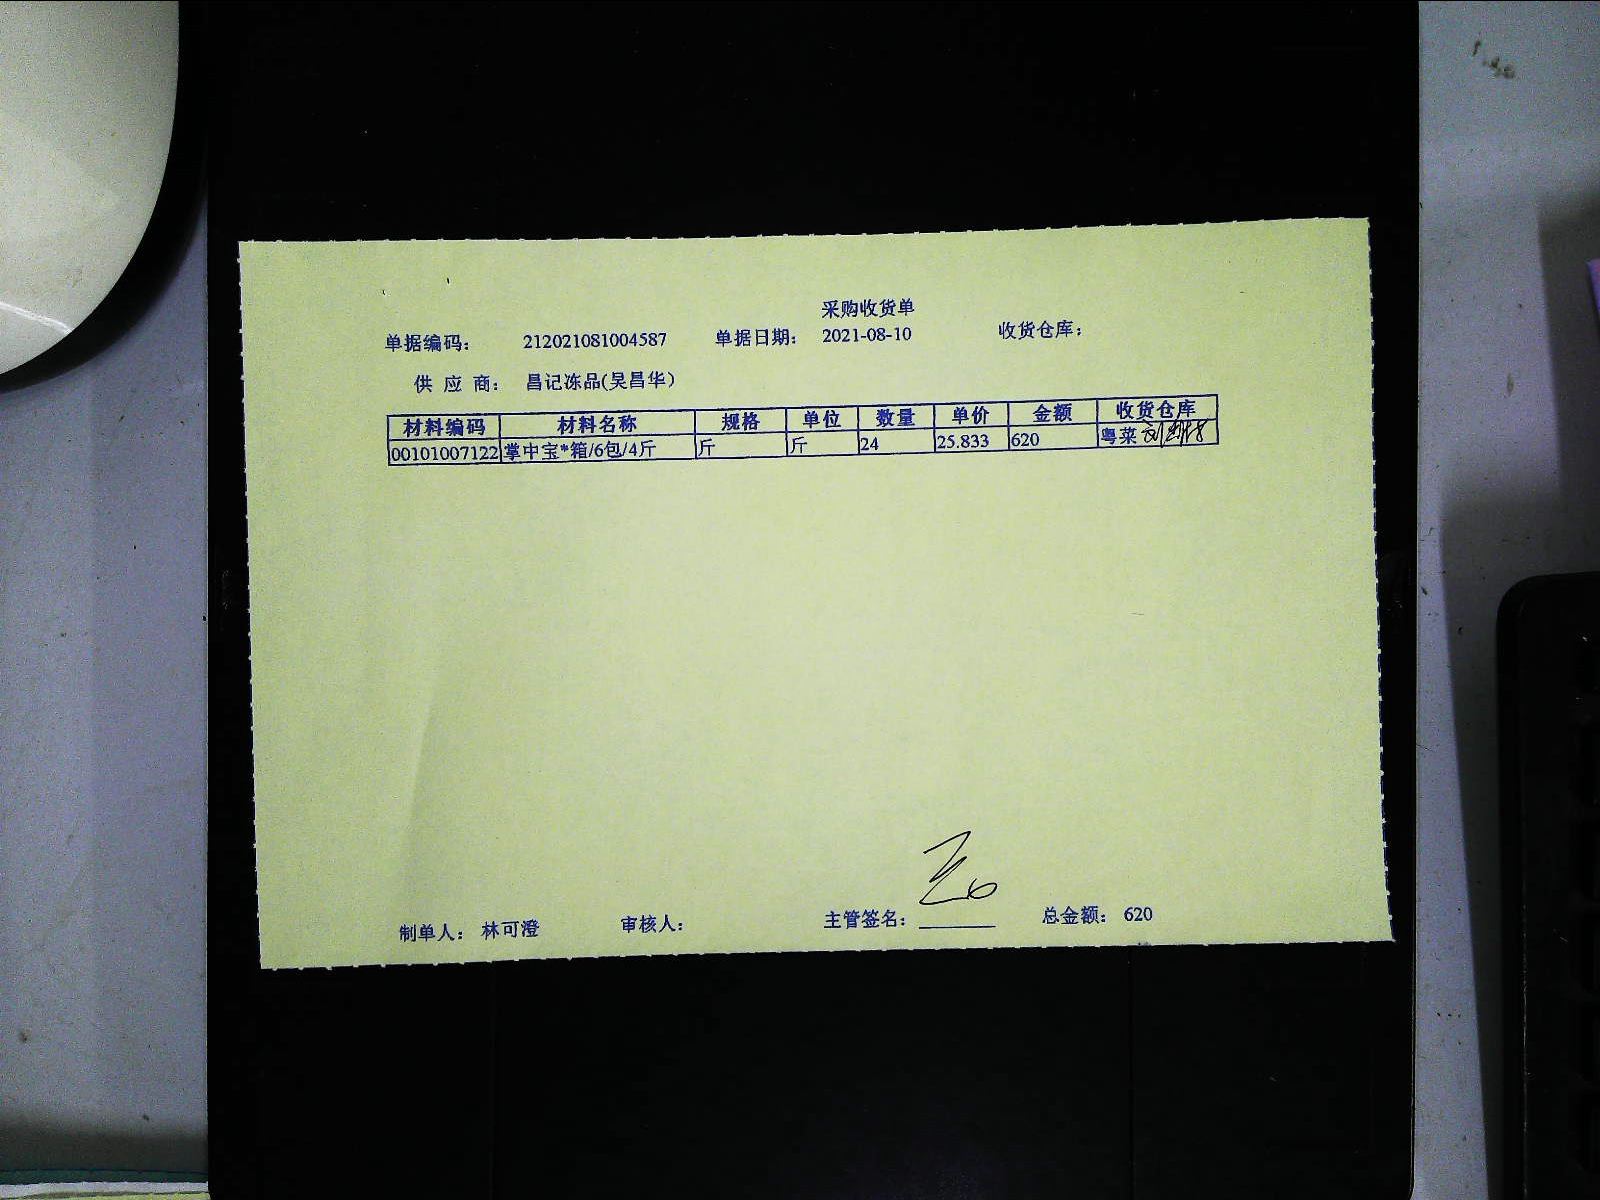 采购收货单
单据编码： 212021081004587 单据日期： 2021-08-10 收货仓库：
供 应 商： 昌记冻品(吴昌华)
材料编码 材料名称 规格 单位 数量 单价 金额 收货仓库
00101007122 掌中宝*箱/6包/4斤 斤 斤 24 25.833 620 粤菜
制单人： 林可澄 审核人： 主管签名： 总金额： 620